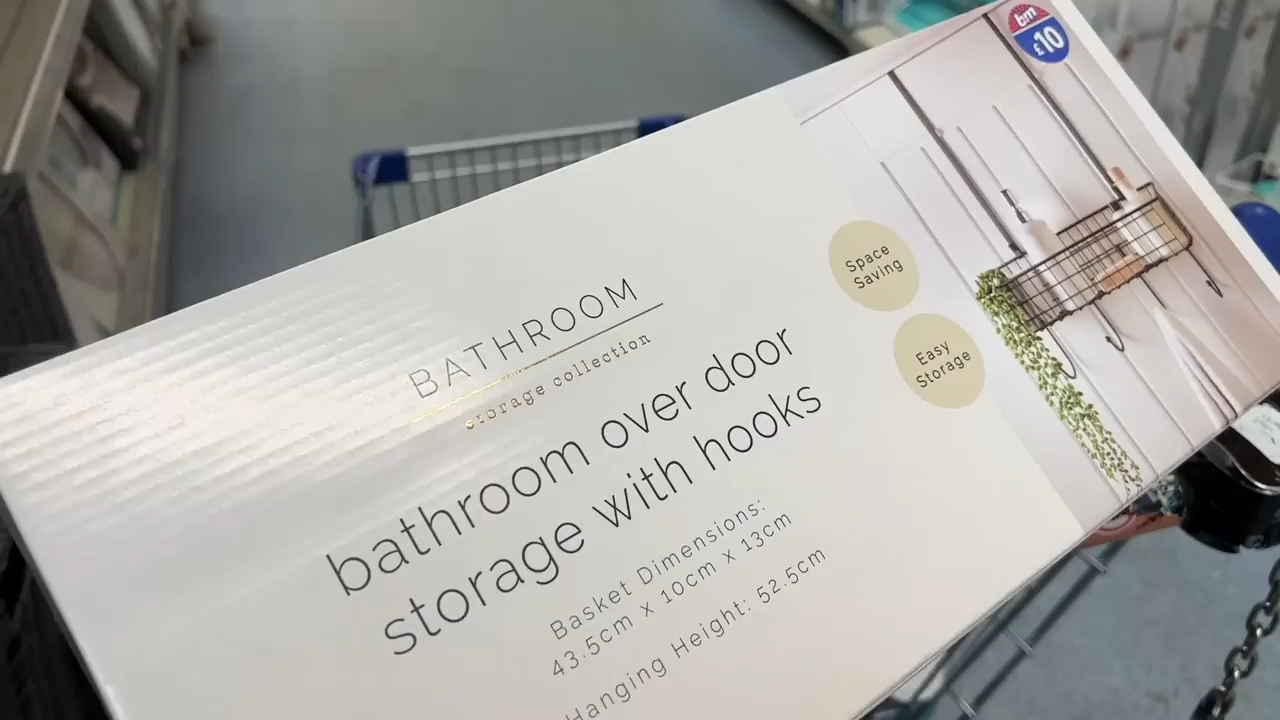 bm
£10
BATHROOM
storage collection
bathroom over door
storage with hooks
Basket Dimensions:
43.5cm x 10cm x 13cm
Hanging Height: 52.5cm
Space
Saving
Easy
Storage